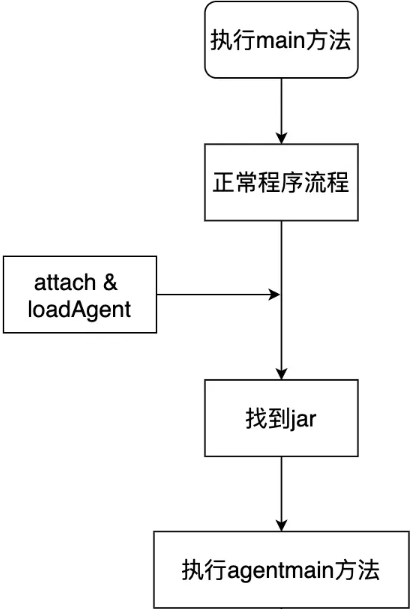 执行main方法
正常程序流程
attach &
loadAgent
找到jar
执行agentmain方法